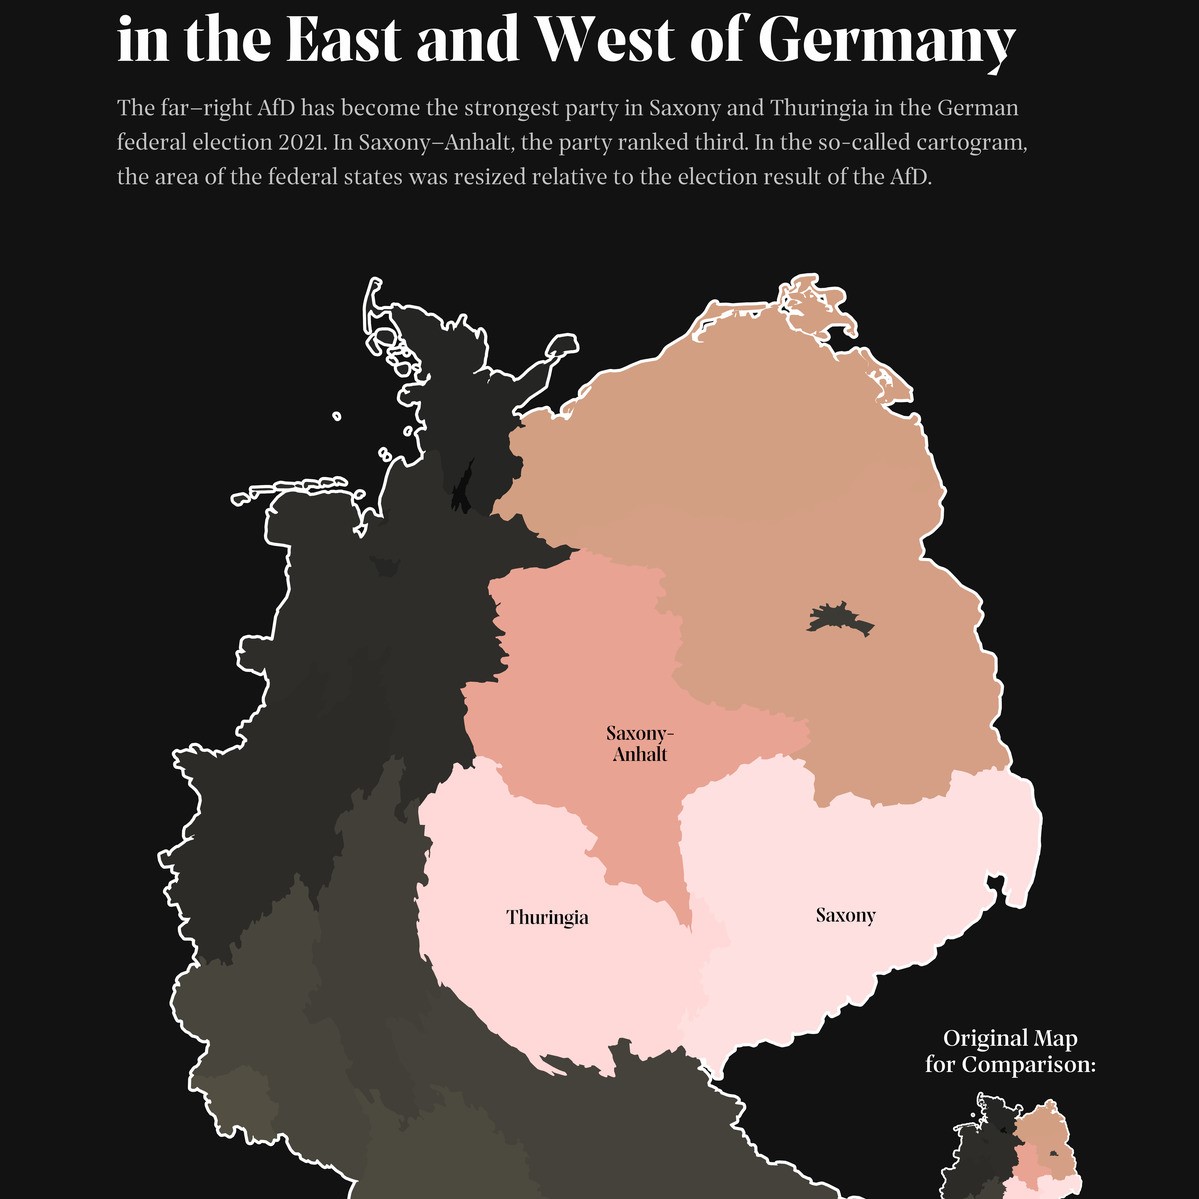 in the East and West of Germany
The far–right AfD has become the strongest party in Saxony and Thuringia in the German
federal election 2021. In Saxony–Anhalt, the party ranked third. In the so-called cartogram,
the area of the federal states was resized relative to the election result of the AfD.
Saxony-
Anhalt
Thuringia
Saxony
Original Map
for Comparison: